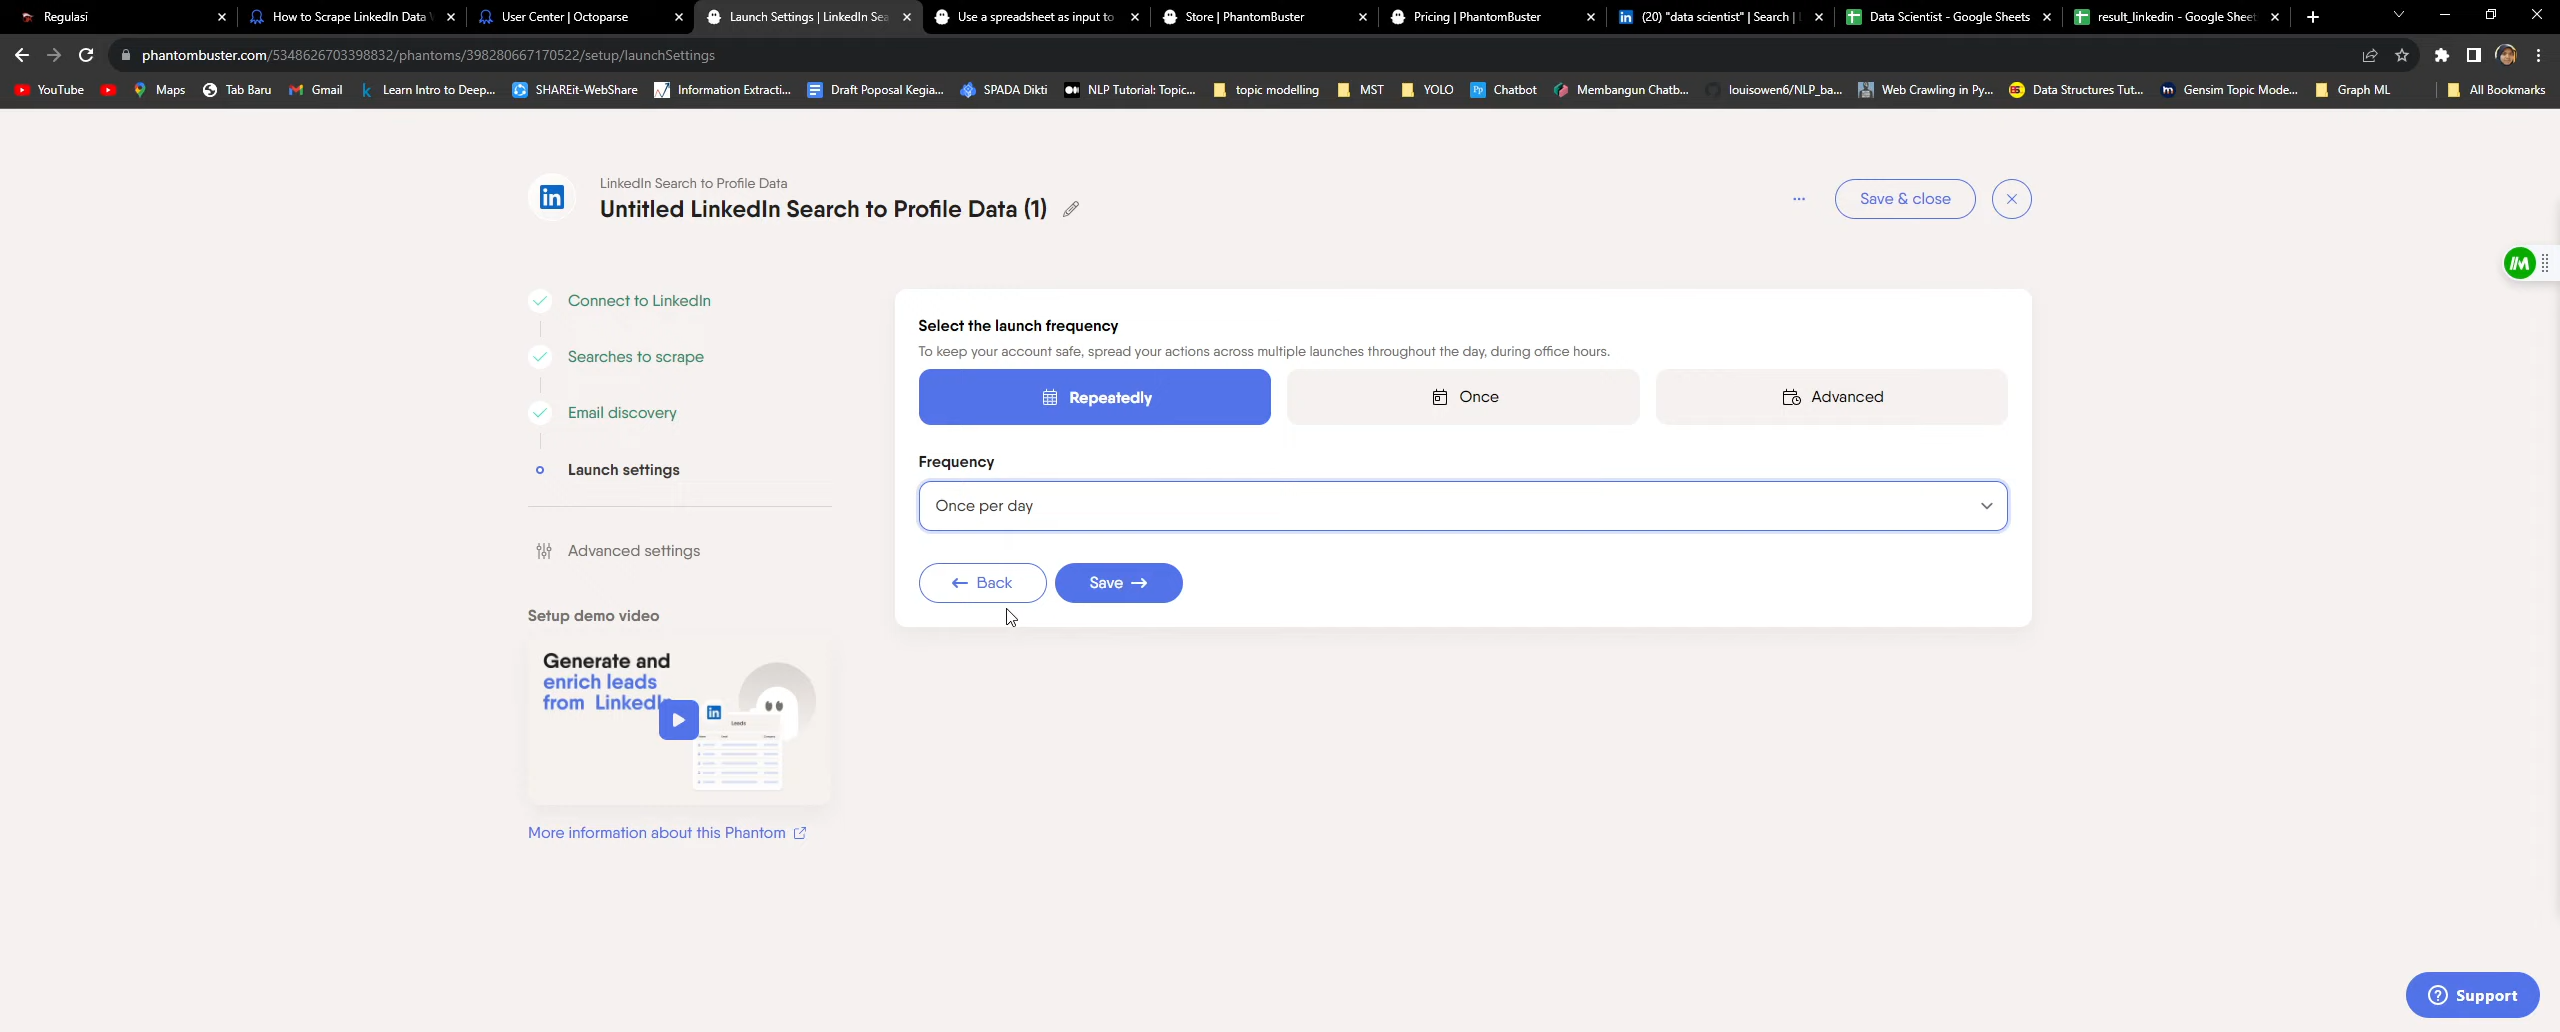 Regulasi
How to Scrape LinkedIn Data
User Center | Octoparse
Launch Settings | LinkedIn Sea
Use a spreadsheet as input to
Store | PhantomBuster
Pricing | PhantomBuster
(20) "data scientist" | Search |
Data Scientist - Google Sheets
result_linkedin - Google Sheet
phantombuster.com/5348626703398832/phantoms/398280667170522/setup/launchSettings
YouTube
Maps
Tab Baru
Gmail
Learn Intro to Deep...
SHAREit-WebShare
Information Extracti...
Draft Poposal Kegia...
SPADA Dikti
NLP Tutorial: Topic...
topic modelling
MST
YOLO
Chatbot
Membangun Chatb...
louisowen6/NLP_ba...
Web Crawling in Py...
Data Structures Tut...
Gensim Topic Mode...
Graph ML
All Bookmarks
LinkedIn Search to Profile Data
Untitled LinkedIn Search to Profile Data (1)
Save & close
Connect to LinkedIn
Searches to scrape
Email discovery
Launch settings
Advanced settings
Setup demo video
Generate and
enrich leads
from LinkedIn
in
Leads
More information about this Phantom
Select the launch frequency
To keep your account safe, spread your actions across multiple launches throughout the day, during office hours.
Repeatedly
Once
Advanced
Frequency
Once per day
Back
Save
Support